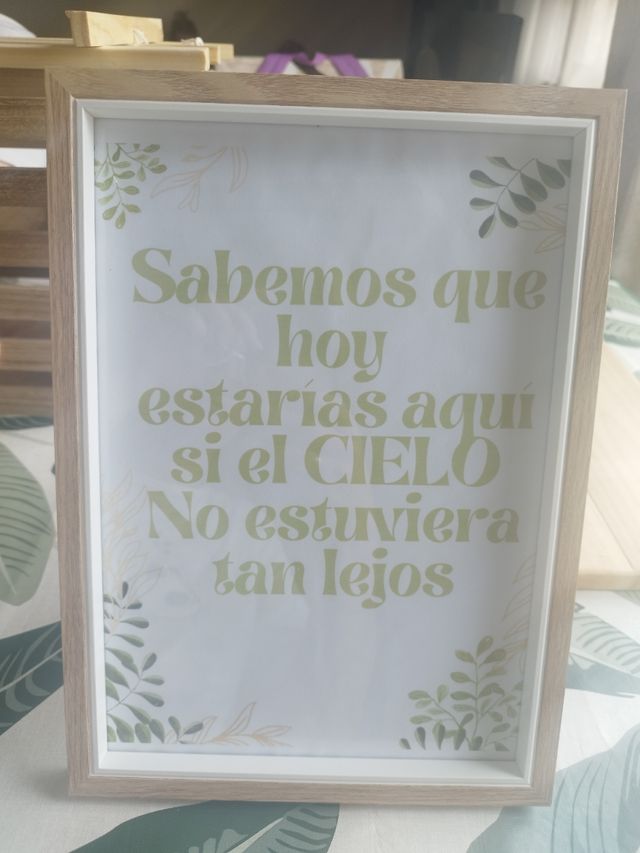 Sabemos que
hoy
estarías aquí
si el CIELO
No estuviera
tan lejos